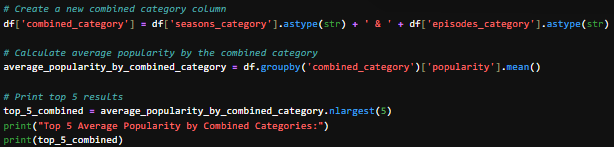 # Create a new combined category column
df['combined_category'] = df['seasons_category'].astype(str) + ' & ' + df['episodes_category'].astype(str)
# Calculate average popularity by the combined category
average_popularity_by_combined_category = df.groupby('combined_category')['popularity'].mean()
# Print top 5 results
top_5_combined = average_popularity_by_combined_category.nlargest(5)
print("Top 5 Average Popularity by Combined Categories:")
print(top_5_combined)